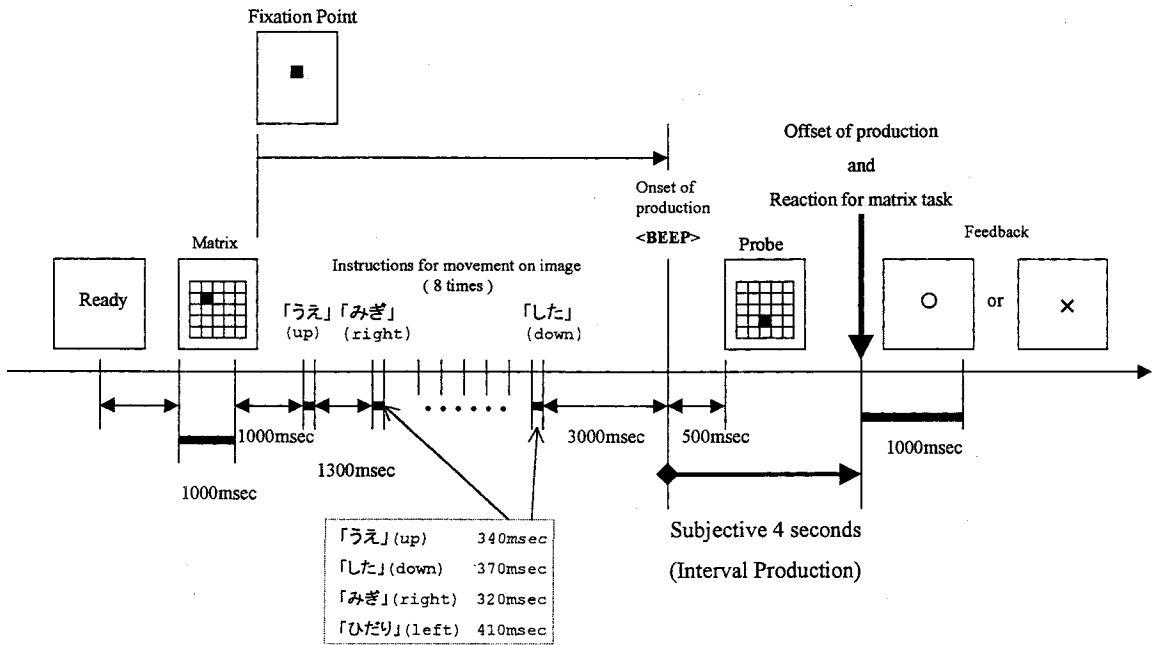 Fixation Point
Offset of production
and
Reaction for matrix task
Onset of
production
<BEEP>
Matrix
Probe
Feedback
Instructions for movement on image
( 8 times )
Ready
「うえ」「みぎ」
(up) (right)
「した」
(down)
or
1000msec
3000msec
500msec
1000msec
1300msec
1000msec
Subjective 4 seconds
(Interval Production)
「うえ」(up) 340msec
「した」(down) 370msec
「みぎ」(right) 320msec
「ひだり」(left) 410msec